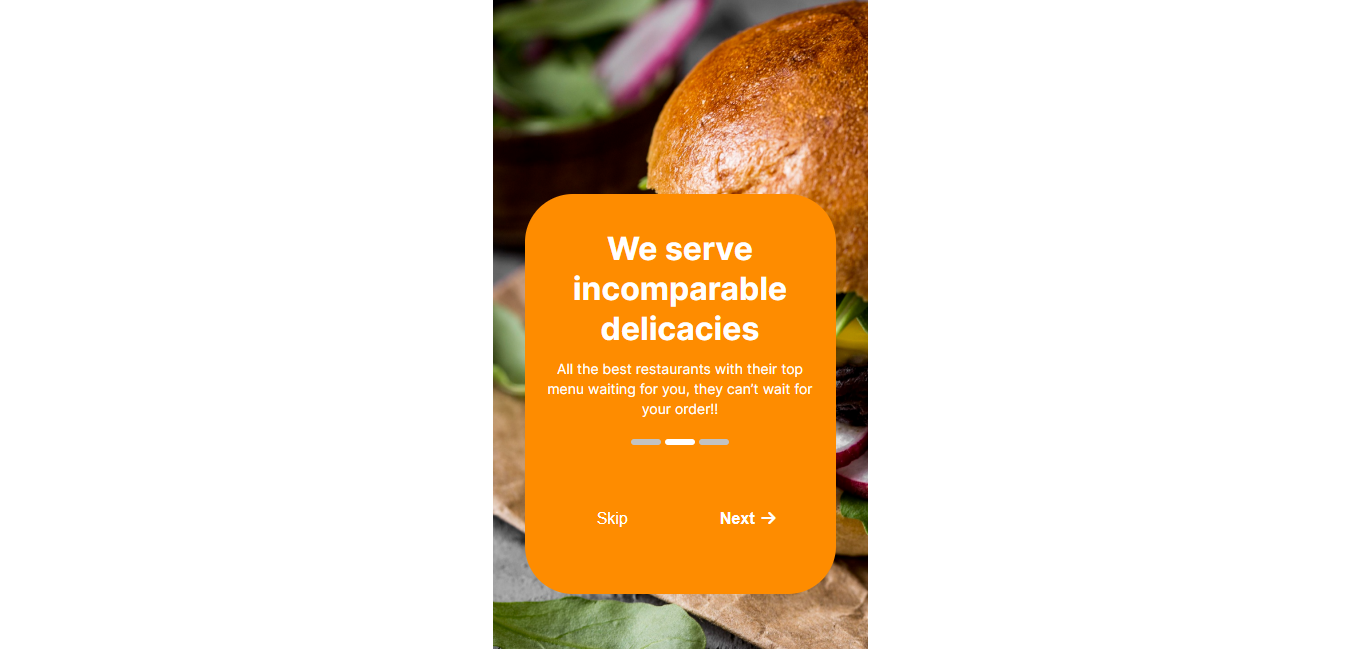 We serve
incomparable
delicacies
All the best restaurants with their top
menu waiting for you, they can’t wait for
your order!!
Skip
Next →